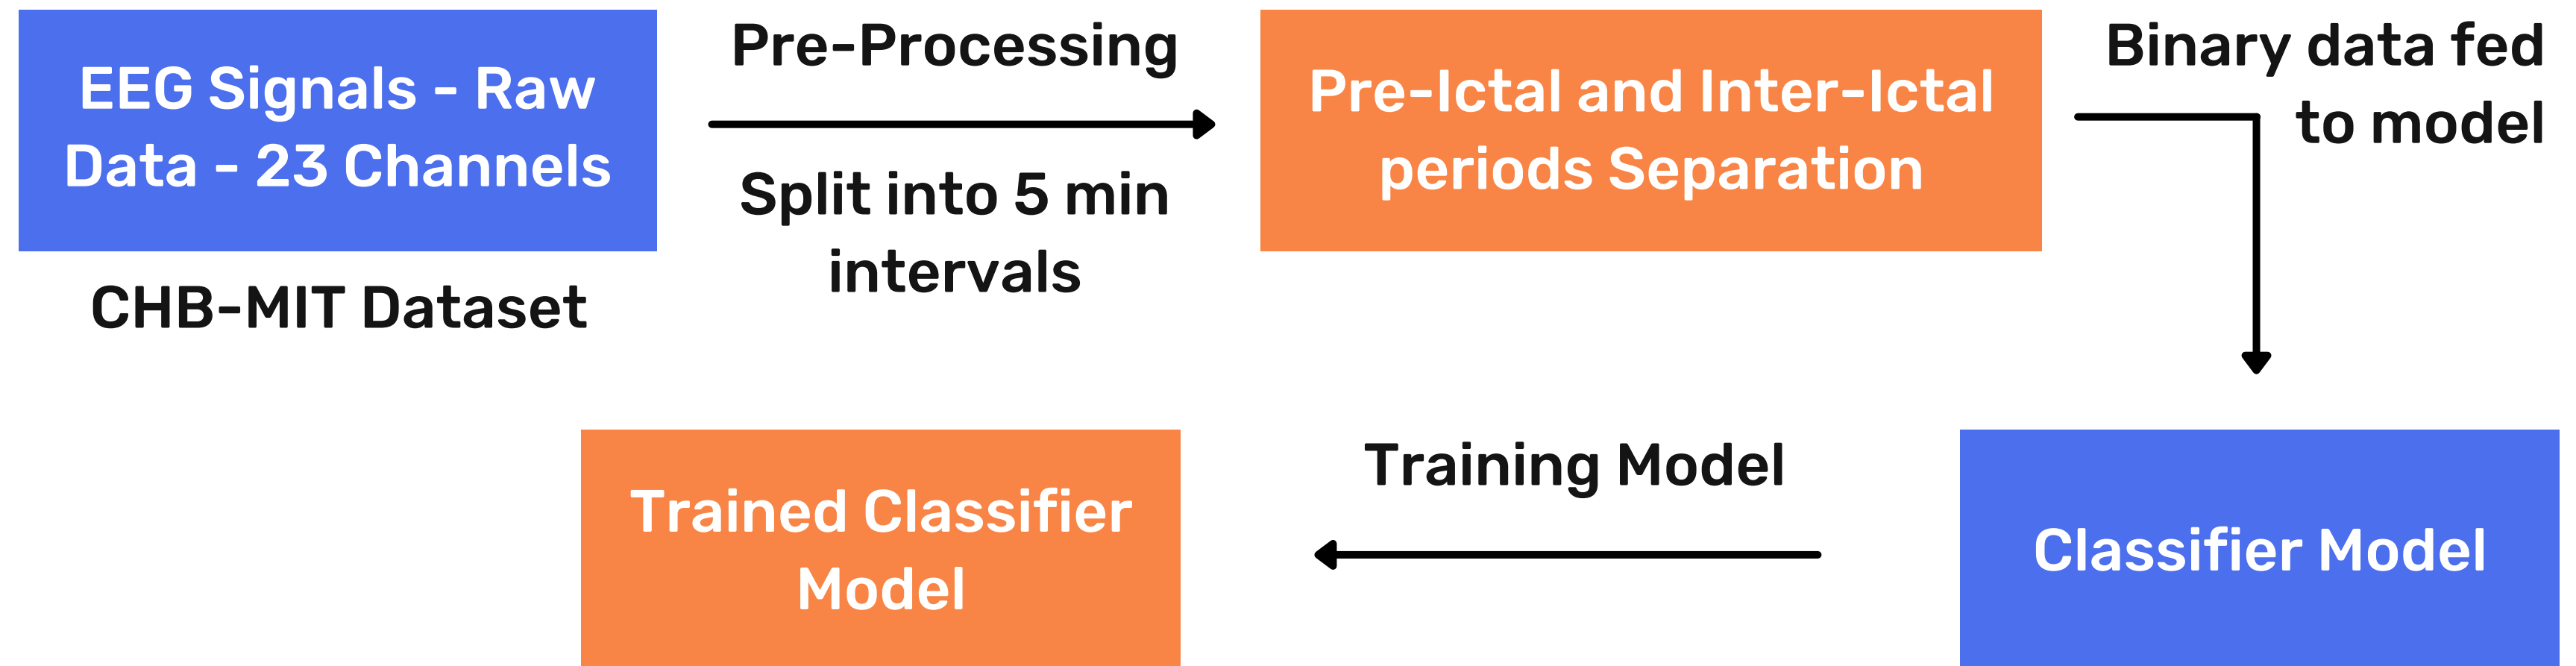 EEG Signals - Raw
Data - 23 Channels
CHB-MIT Dataset
Pre-Processing
Split into 5 min
intervals
Pre-Ictal and Inter-Ictal
periods Separation
Binary data fed
to model
Classifier Model
Training Model
Trained Classifier
Model